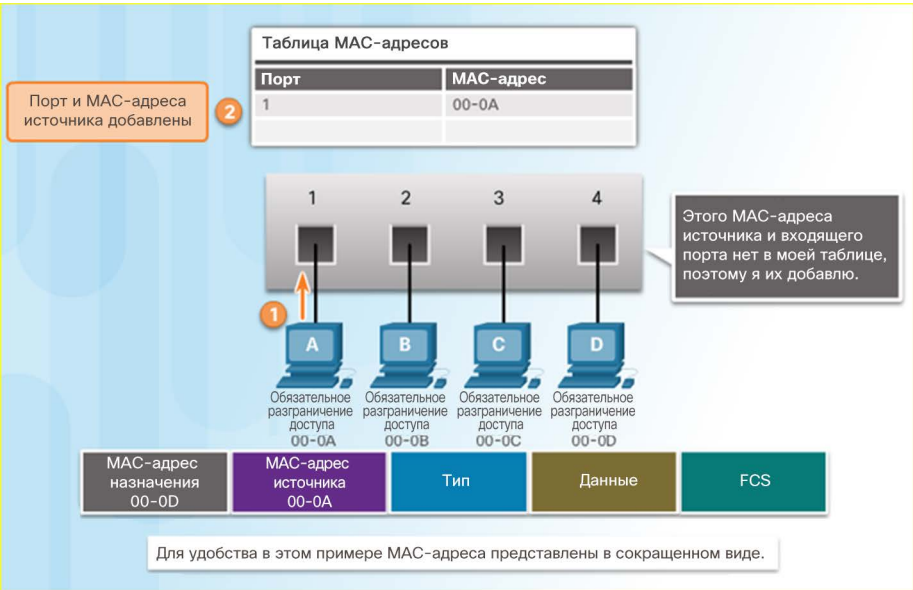 Таблица MAC-адресов
Порт MAC-адрес
1 00-0A
Порт и MAC-адреса
источника добавлены
2
1 2 3 4
Этого MAC-адреса
источника и входящего
порта нет в моей таблице,
поэтому я их добавлю.
1
A B C D
Обязательное Обязательное Обязательное Обязательное
разграничение разграничение разграничение разграничение
доступа доступа доступа доступа
00-0A 00-0B 00-0C 00-0D
MAC-адрес
назначения
00-0D
MAC-адрес
источника
00-0A
Тип
Данные
FCS
Для удобства в этом примере MAC-адреса представлены в сокращенном виде.